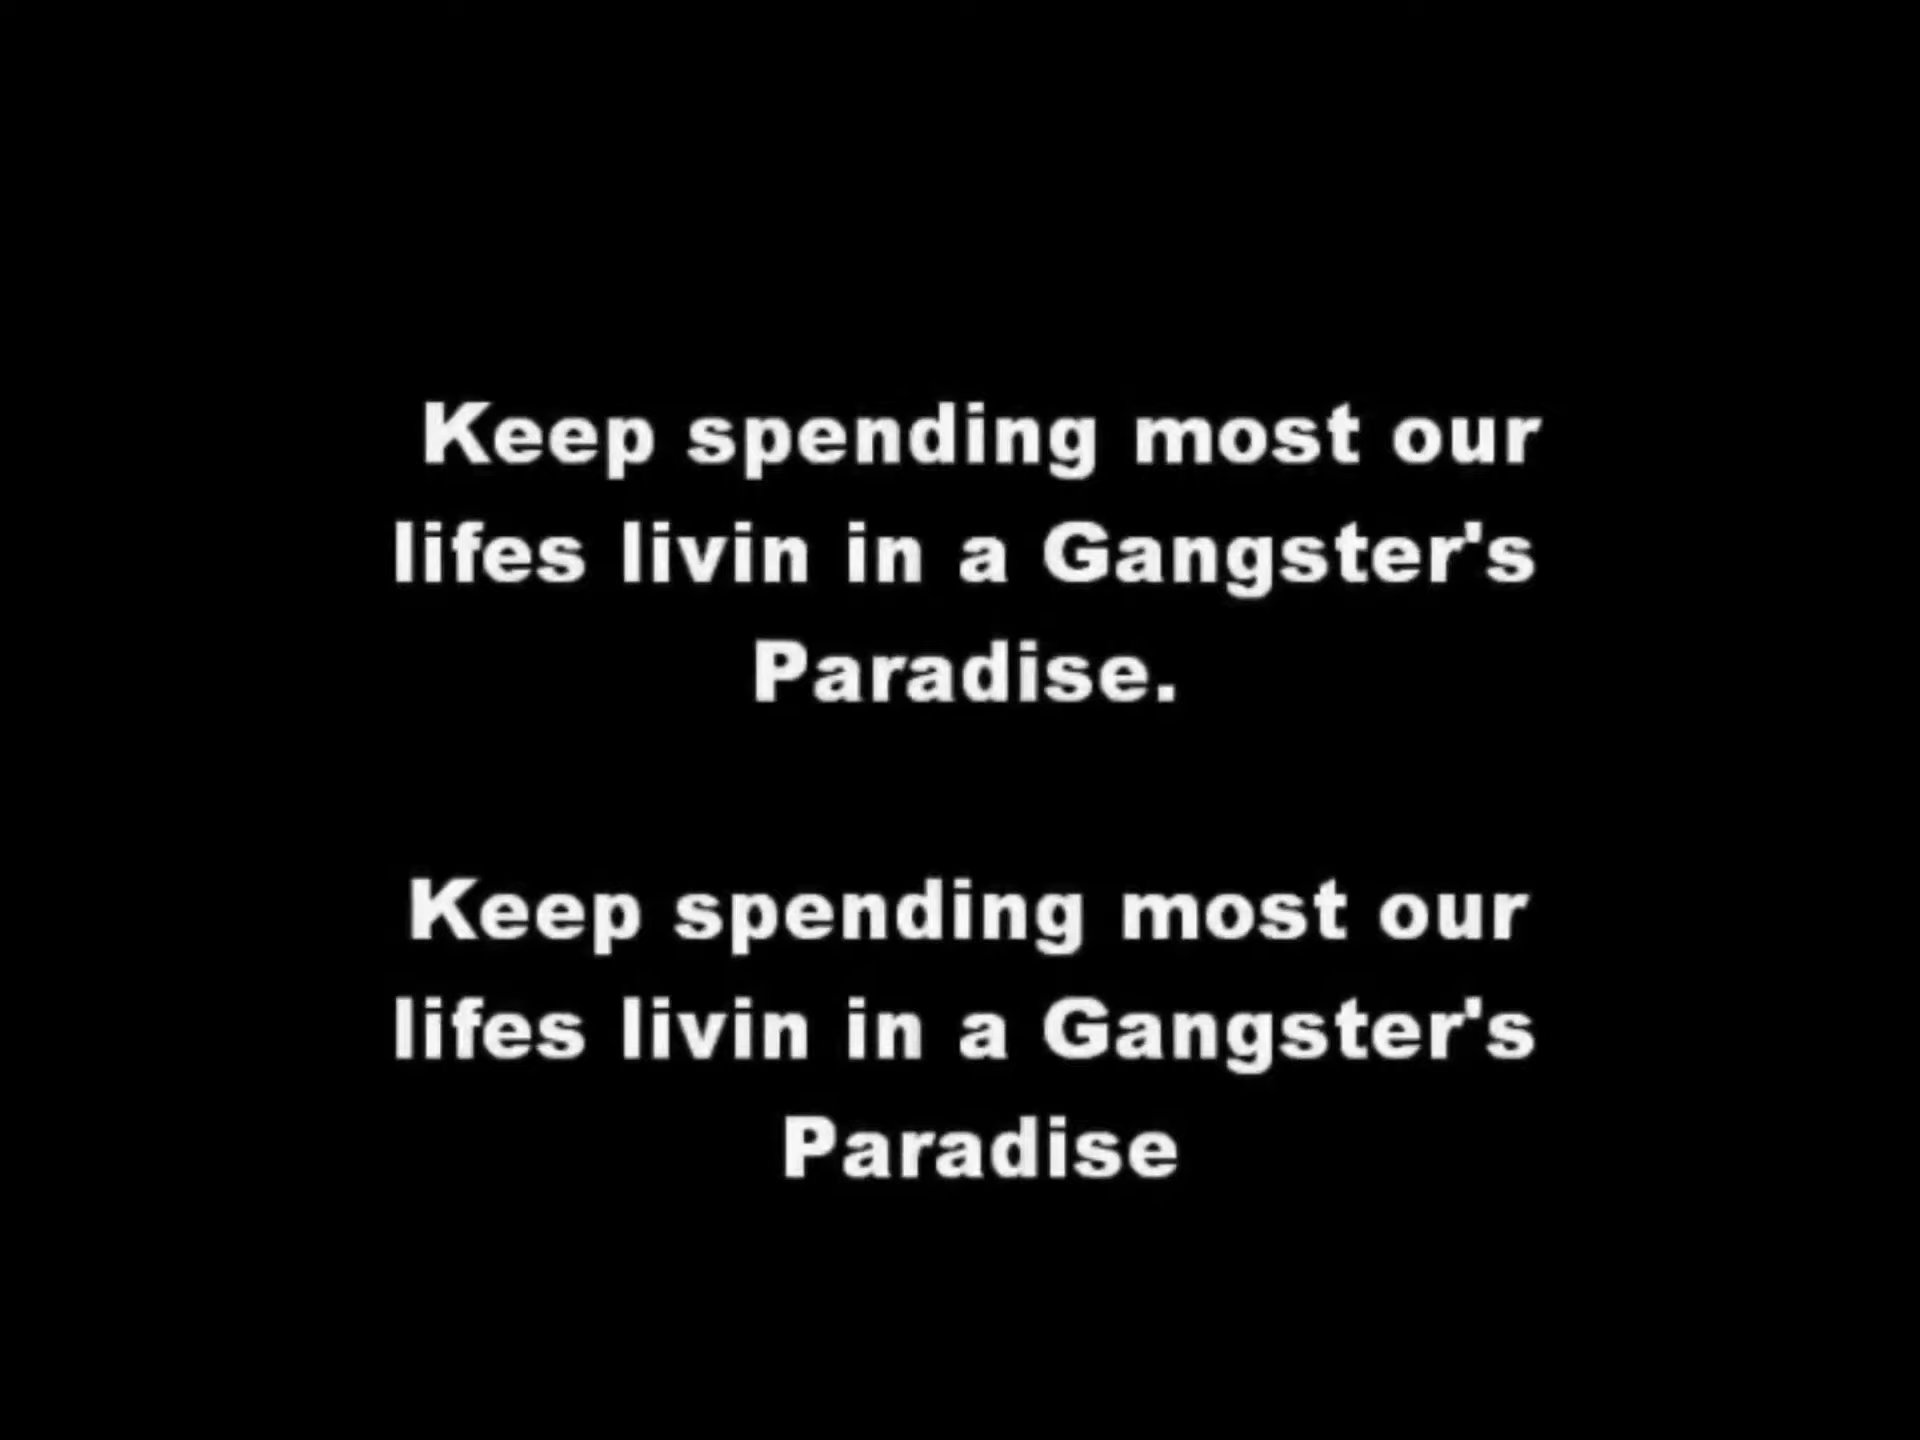 Keep spending most our
lifes livin in a Gangster's
Paradise.
Keep spending most our
lifes livin in a Gangster's
Paradise